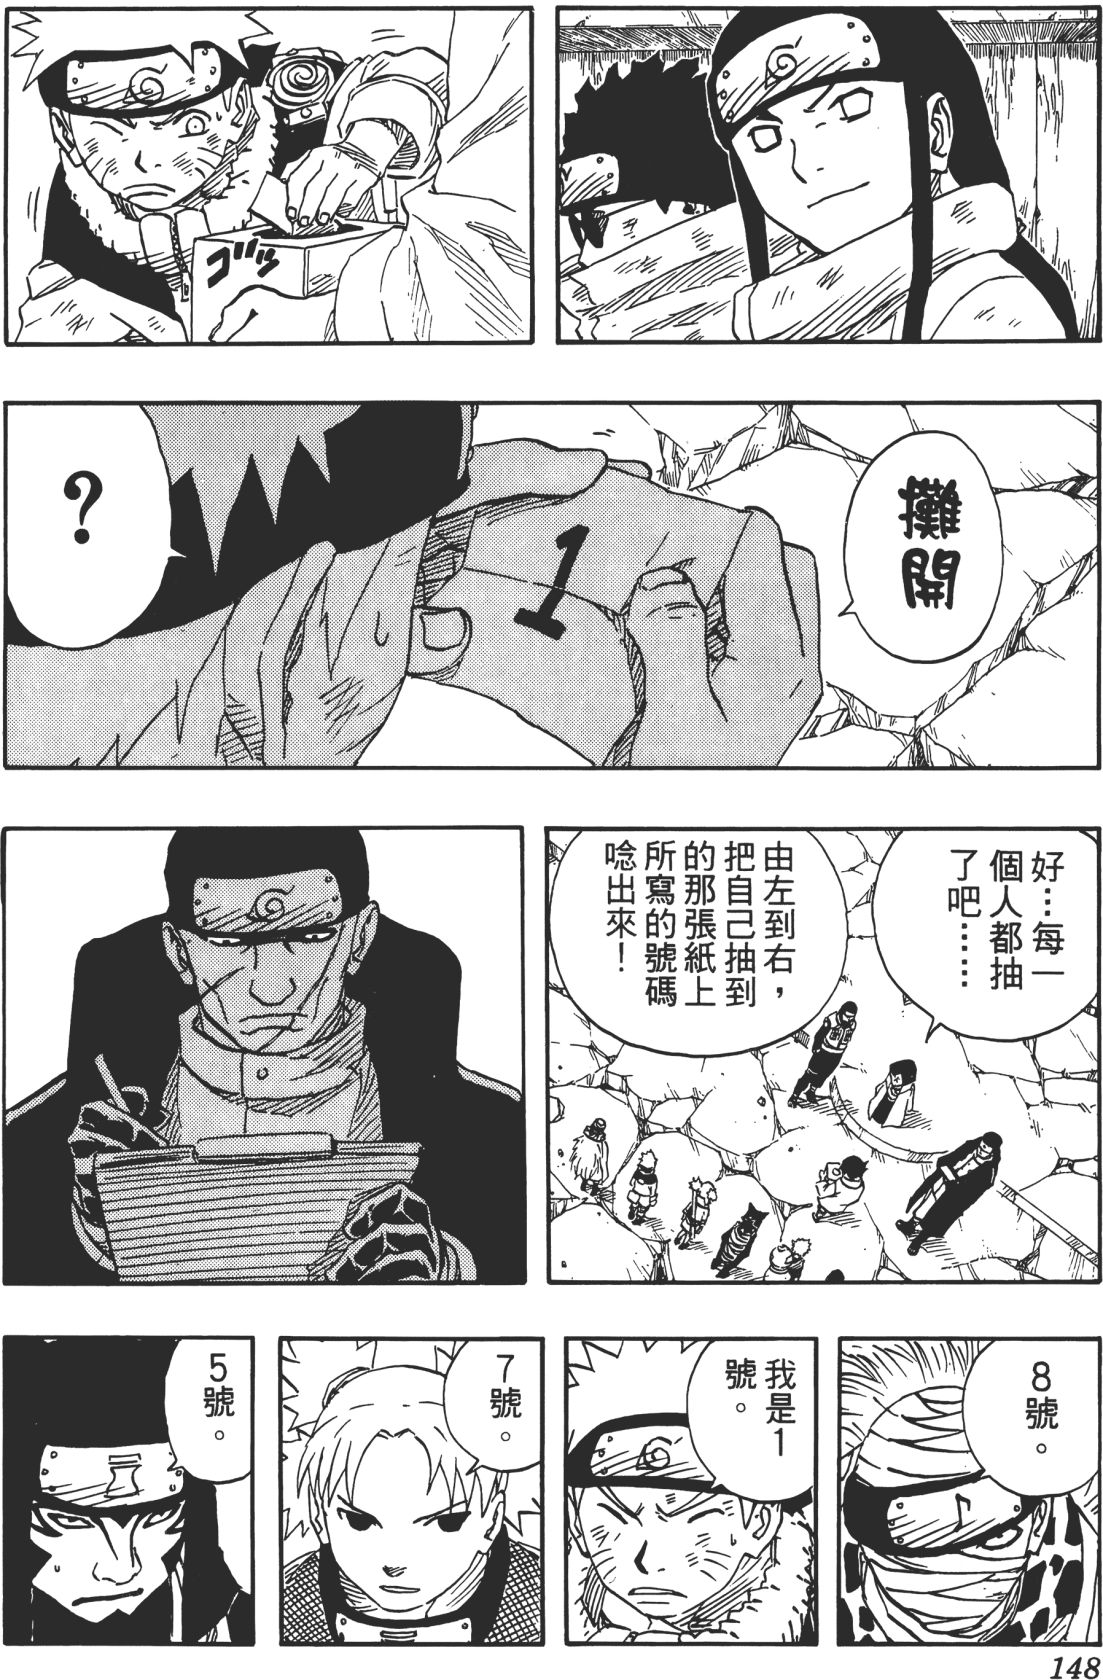 ゴソッ
攤開
1
?
好…每一
個人都抽
了吧……
由左到右，
把自己抽到
的那張紙上
所寫的號碼
唸出來！
8號。
我是1
號。
7號。
5號。
148